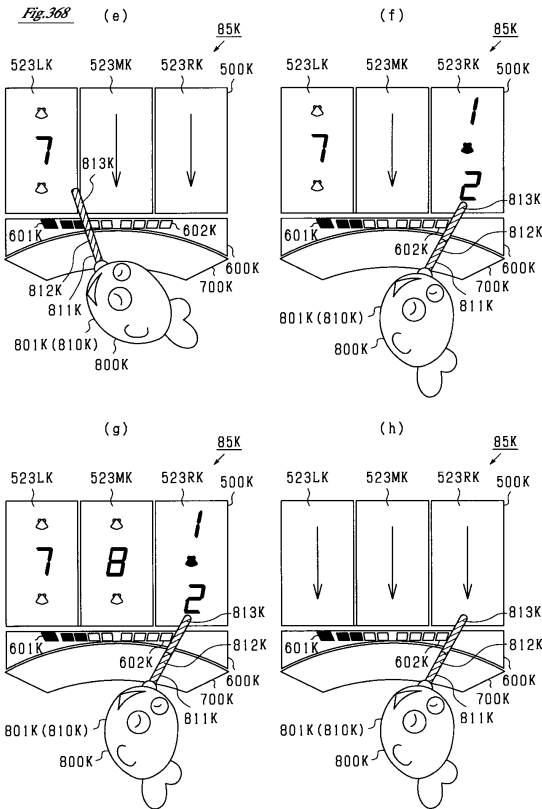 Fig.368
(e)
85K
523LK 523MK 523RK
500K
7
813K
601K
602K
600K
812K
700K
811K
801K(810K)
800K
(f)
85K
523LK 523MK 523RK
500K
1
7
2
813K
601K
602K
812K
600K
700K
811K
801K(810K)
800K
(g)
85K
523LK 523MK 523RK
500K
1
7 8
2
813K
601K
602K
812K
600K
700K
811K
801K(810K)
800K
(h)
85K
523LK 523MK 523RK
500K
813K
601K
602K
812K
600K
700K
811K
801K(810K)
800K